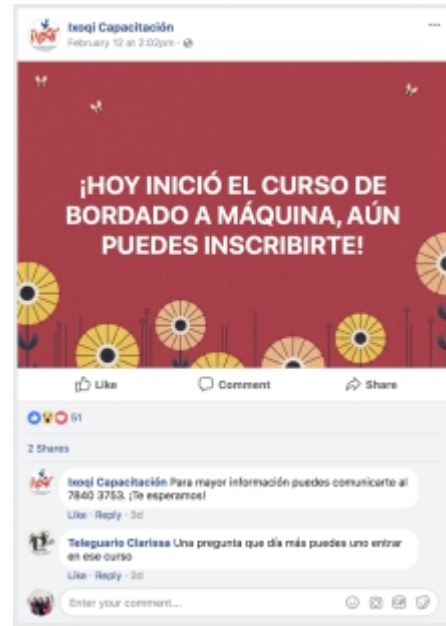 Ixoqi Capacitación
February 12 at 2:02pm ·
¡HOY INICIÓ EL CURSO DE
BORDADO A MÁQUINA, AÚN
PUEDES INSCRIBIRTE!
Like Comment Share
51
2 Shares
Ixoqi Capacitación Para mayor información puedes comunicarte al
7840 3753. ¡Te esperamos!
Like · Reply · 3d
Teleguario Clarissa Una pregunta que día más puedes uno entrar
en ese curso
Like · Reply · 3d
Enter your comment...